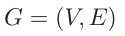 G = (V, E)